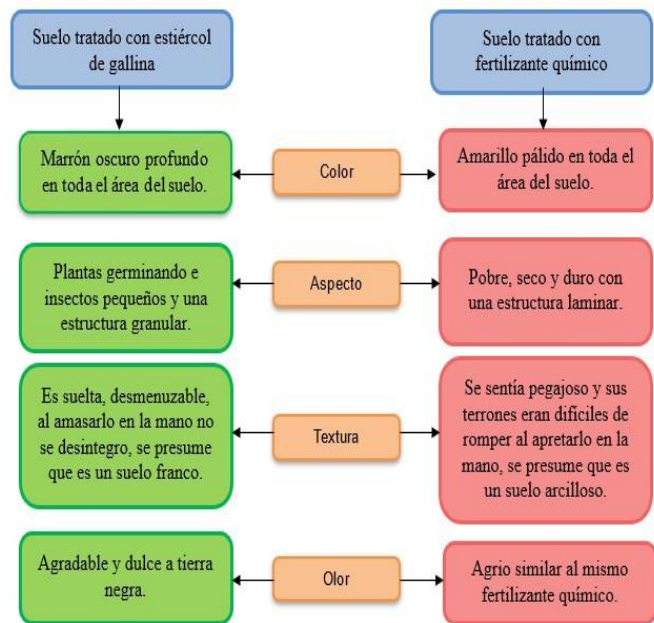 Suelo tratado con estiércol
de gallina
Suelo tratado con
fertilizante químico
Marrón oscuro profundo
en toda el área del suelo.
Color
Amarillo pálido en toda el
área del suelo.
Plantas germinando e
insectos pequeños y una
estructura granular.
Aspecto
Pobre, seco y duro con
una estructura laminar.
Es suelta, desmenuzable,
al amasarlo en la mano no
se desintegro, se presume
que es un suelo franco.
Textura
Se sentía pegajoso y sus
terrones eran difíciles de
romper al apretarlo en la
mano, se presume que es
un suelo arcilloso.
Agradable y dulce a tierra
negra.
Olor
Agrio similar al mismo
fertilizante químico.